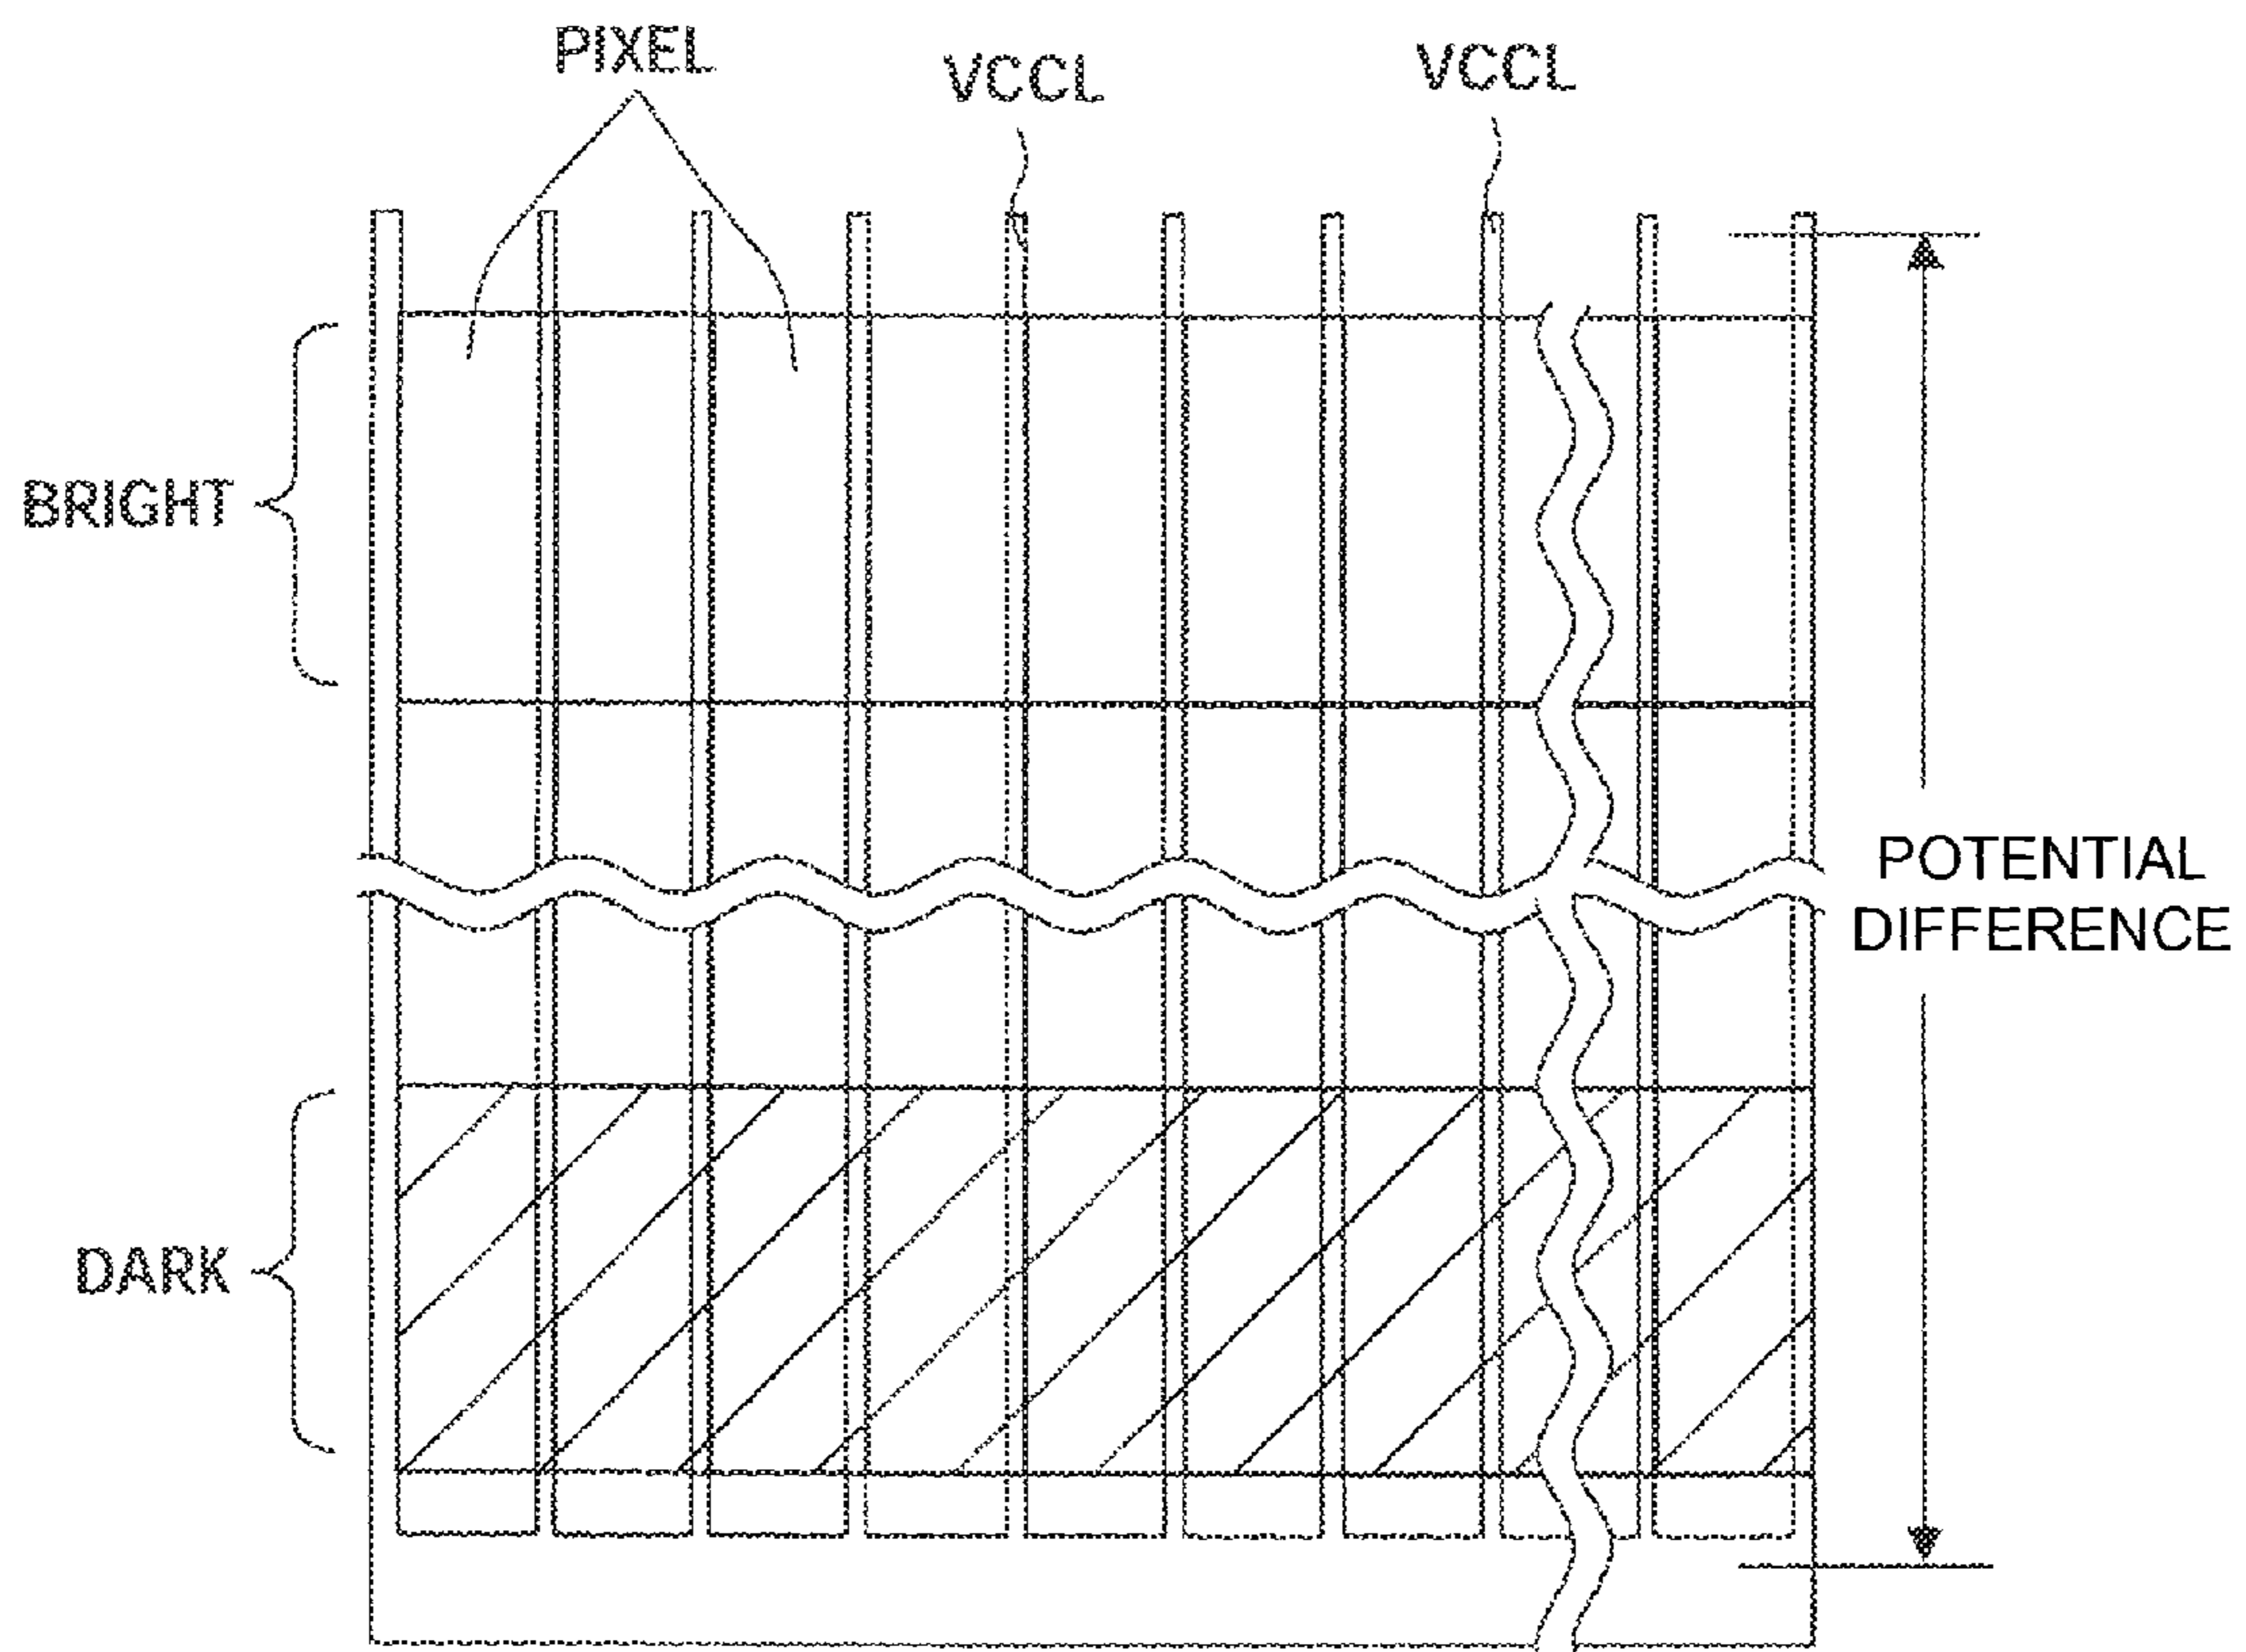 PIXEL
VCCL
VCCL
BRIGHT
POTENTIAL
DIFFERENCE
DARK